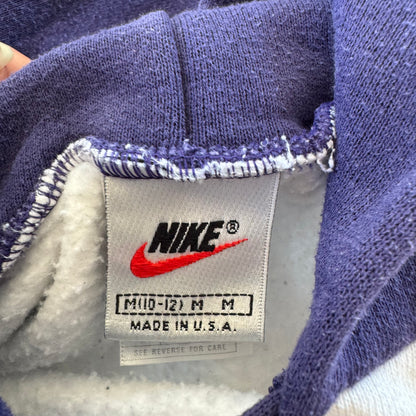 NIKE®
M(10-12) M M
MADE IN U.S.A.
SEE REVERSE FOR CARE